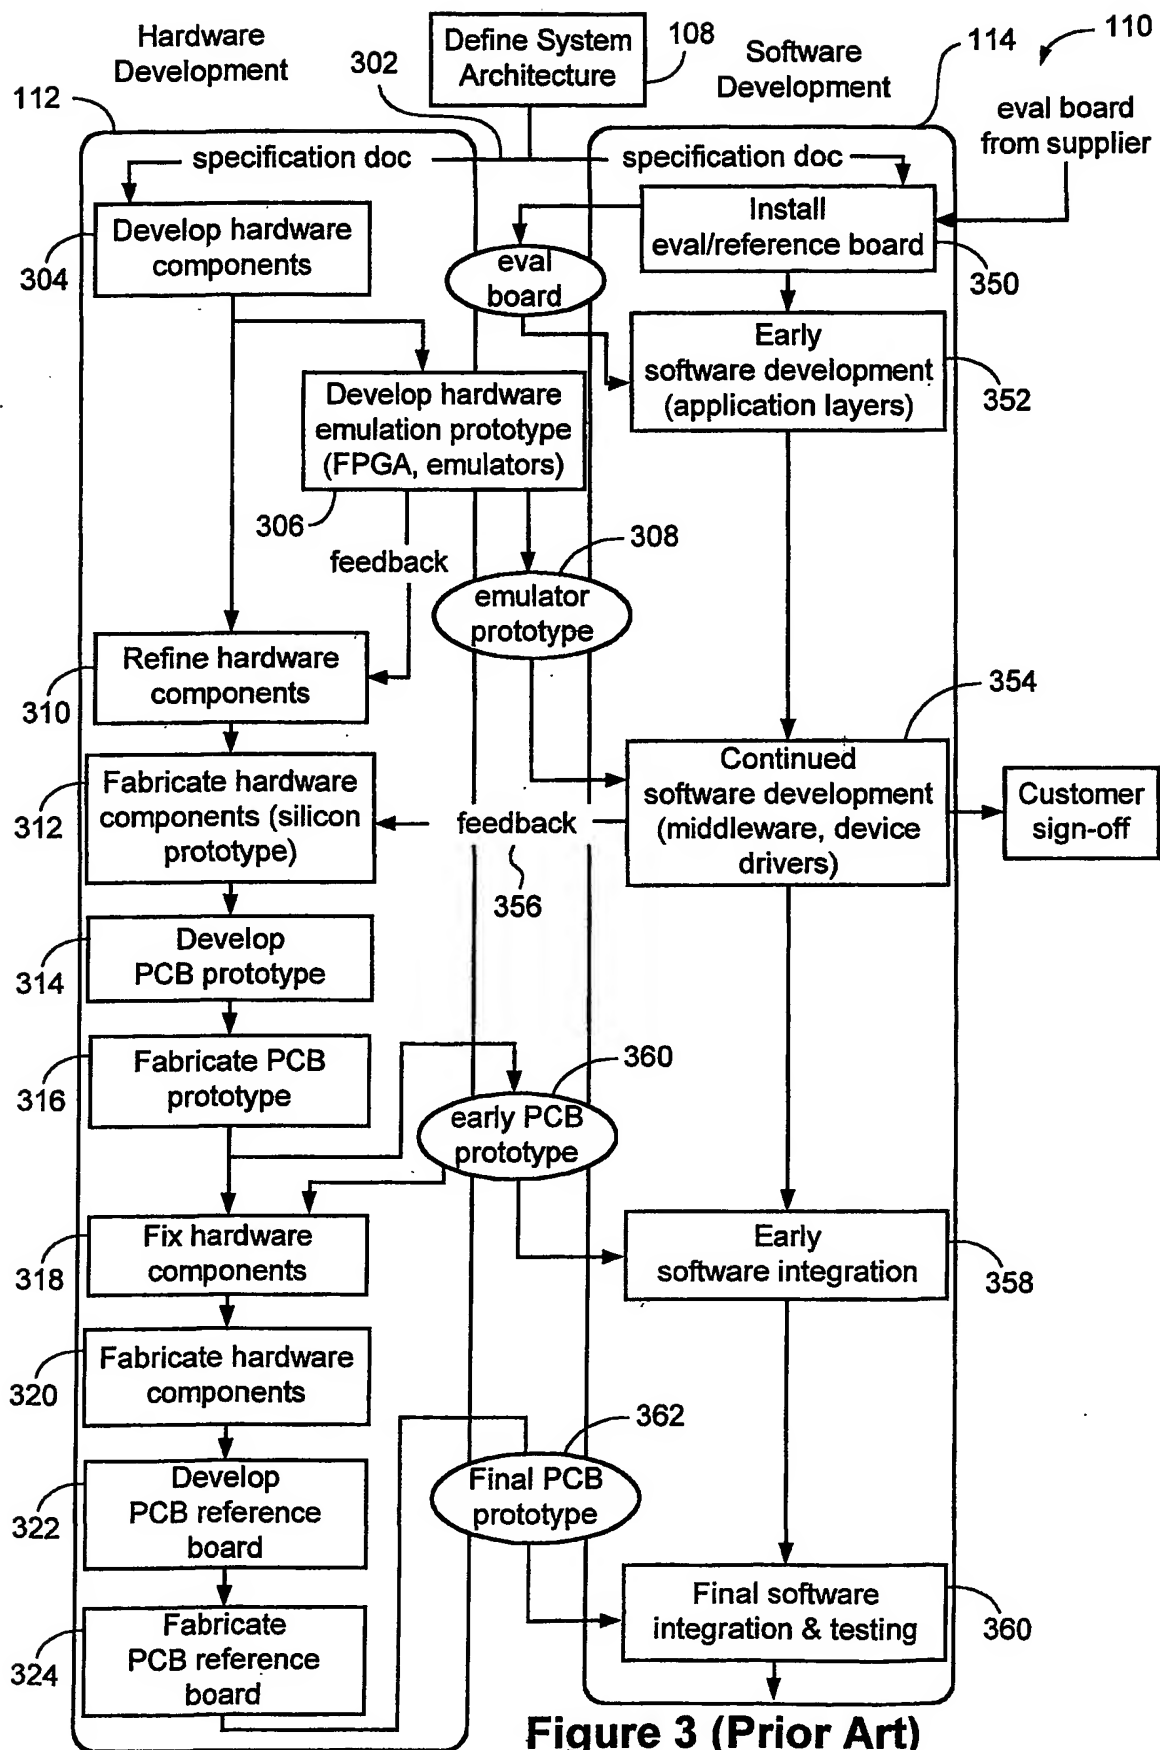 Hardware
Development
Define System
Architecture
108
302
Software
Development
114
110
112
eval board
from supplier
specification doc
specification doc
Develop hardware
components
304
Install
eval/reference board
350
eval
board
Early
software development
(application layers)
352
Develop hardware
emulation prototype
(FPGA, emulators)
306
feedback
308
emulator
prototype
Refine hardware
components
310
354
Continued
software development
(middleware, device
drivers)
Customer
sign-off
Fabricate hardware
components (silicon
prototype)
312
feedback
356
Develop
PCB prototype
314
Fabricate PCB
prototype
316
360
early PCB
prototype
Fix hardware
components
318
Early
software integration
358
Fabricate hardware
components
320
362
Final PCB
prototype
Develop
PCB reference
board
322
Final software
integration & testing
360
Fabricate
PCB reference
board
324
Figure 3 (Prior Art)